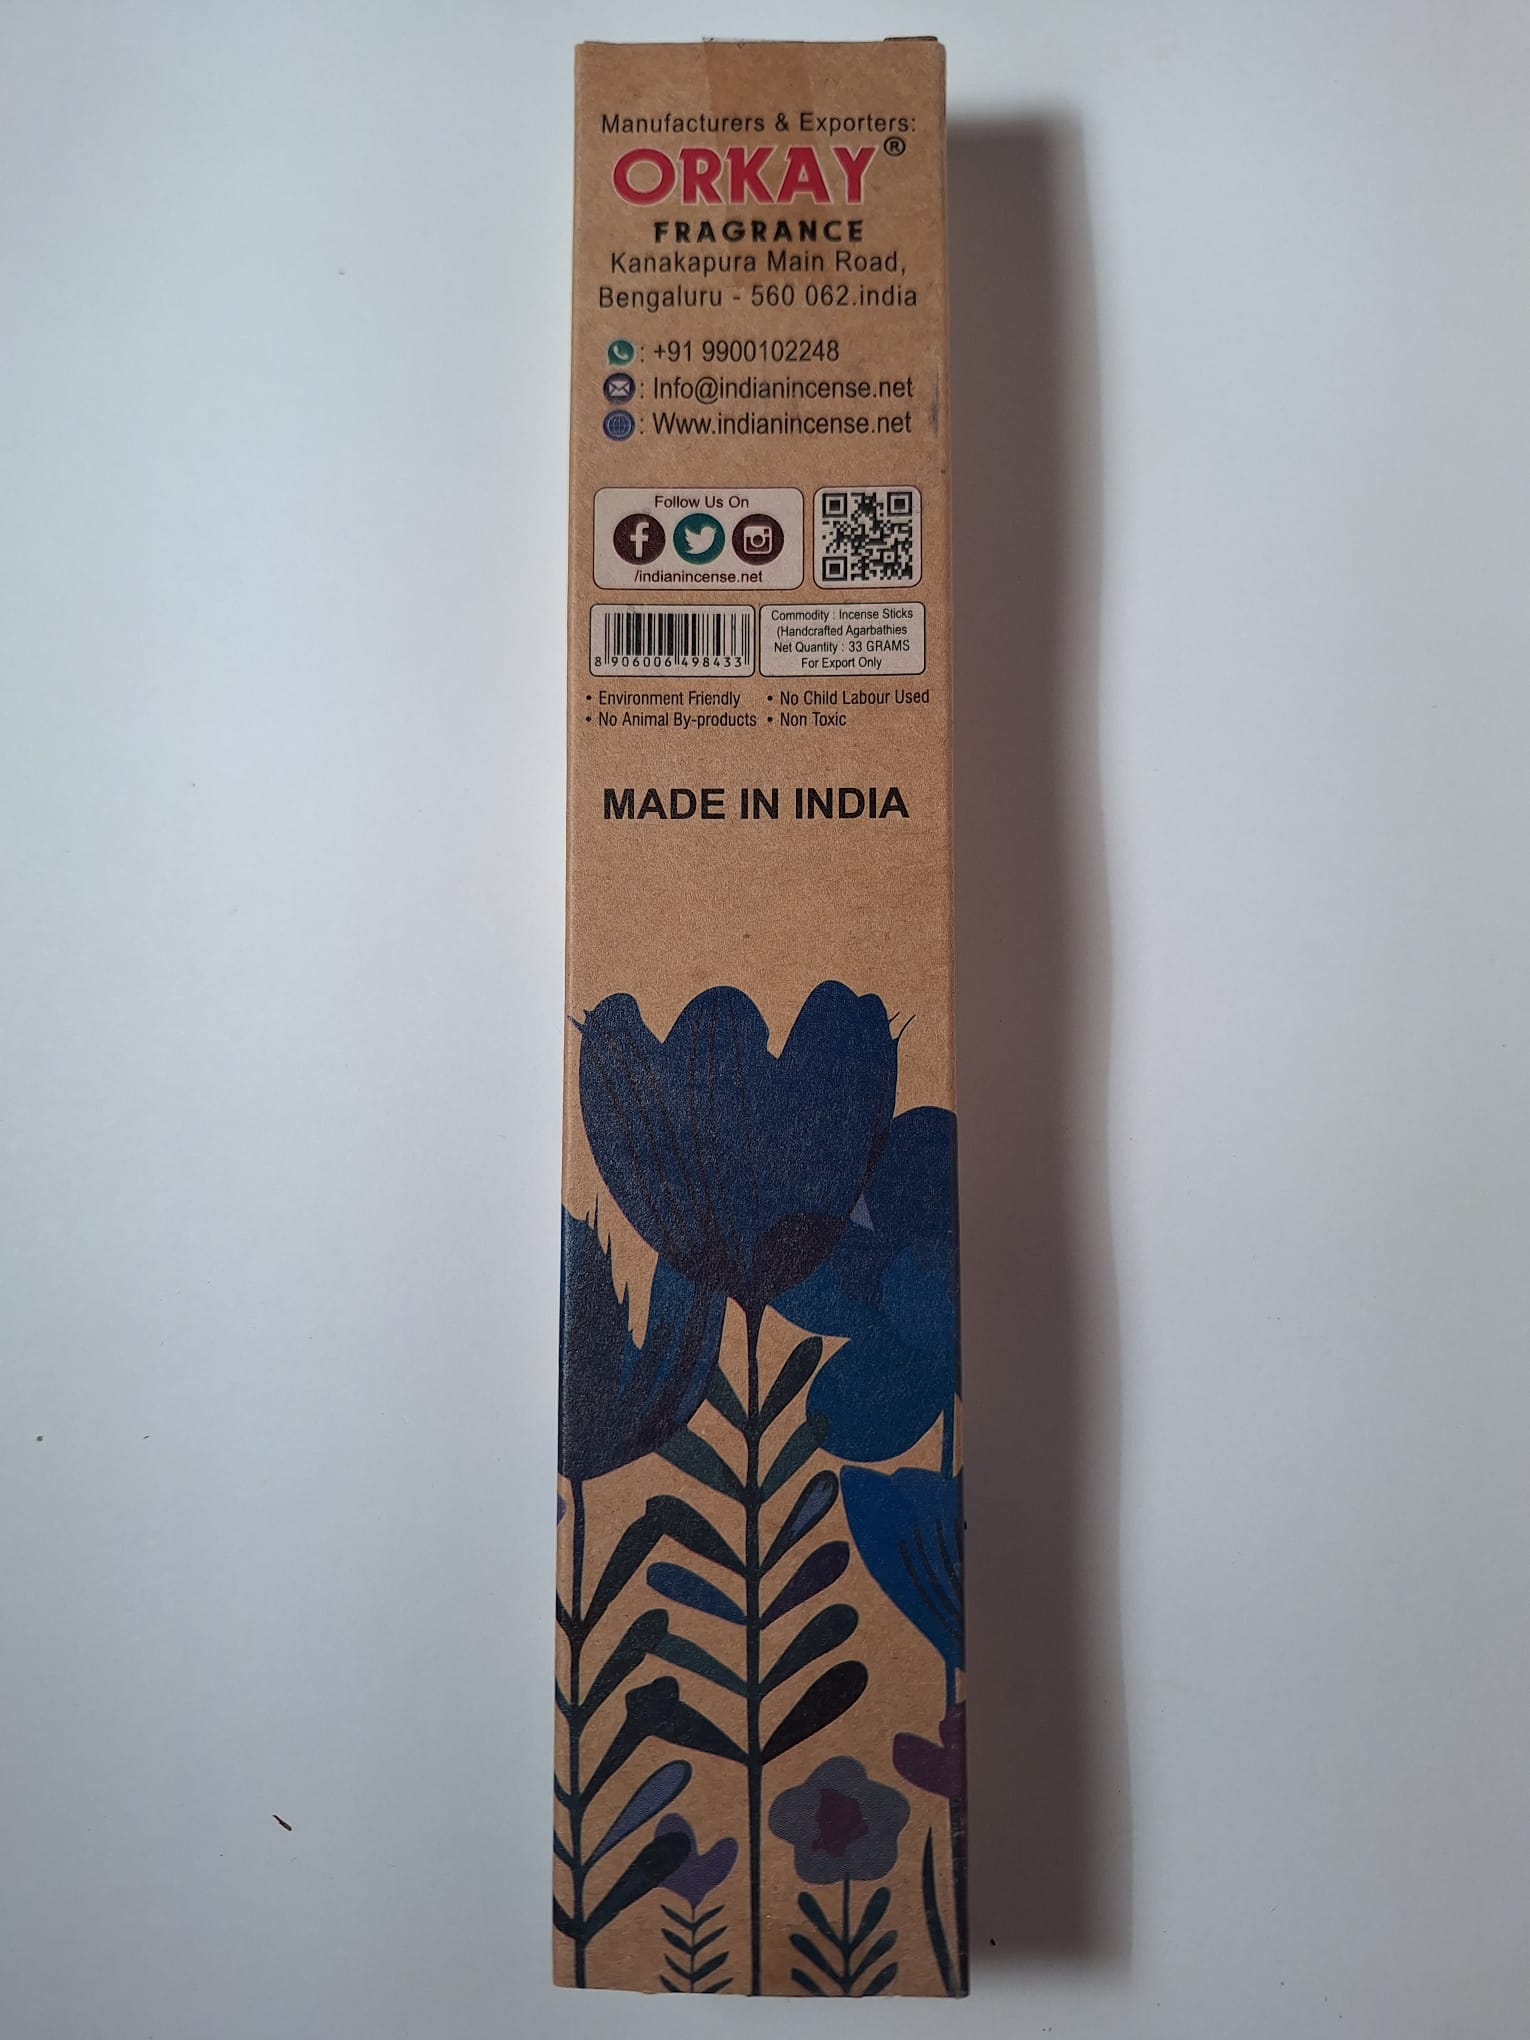 Manufacturers & Exporters:
ORKAY®
FRAGRANCE
Kanakapura Main Road,
Bengaluru - 560 062.india
: +91 9900102248
: Info@indianincense.net
: Www.indianincense.net
Follow Us On
/indianincense.net
8 906006 498433
Commodity : Incense Sticks
(Handcrafted Agarbathies
Net Quantity : 33 GRAMS
For Export Only
• Environment Friendly • No Child Labour Used
• No Animal By-products • Non Toxic
MADE IN INDIA